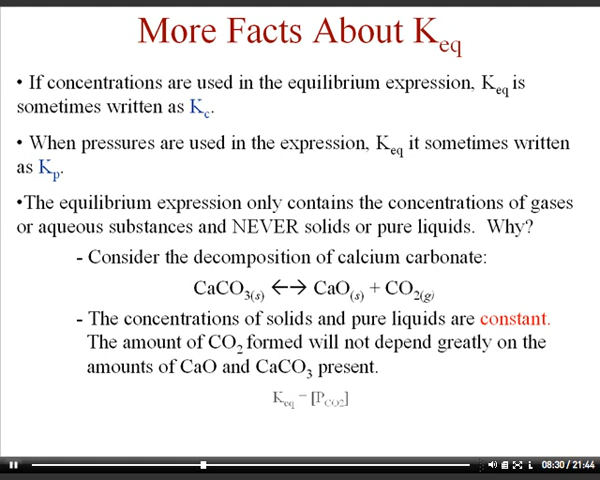 More Facts About Keq
• If concentrations are used in the equilibrium expression, Keq is
sometimes written as Kc.
• When pressures are used in the expression, Keq it sometimes written
as Kp.
•The equilibrium expression only contains the concentrations of gases
or aqueous substances and NEVER solids or pure liquids. Why?
- Consider the decomposition of calcium carbonate:
CaCO3(s) ←→ CaO(s) + CO2(g)
- The concentrations of solids and pure liquids are constant.
The amount of CO2 formed will not depend greatly on the
amounts of CaO and CaCO3 present.
Keq = [PCO2]
08:30 / 21:44